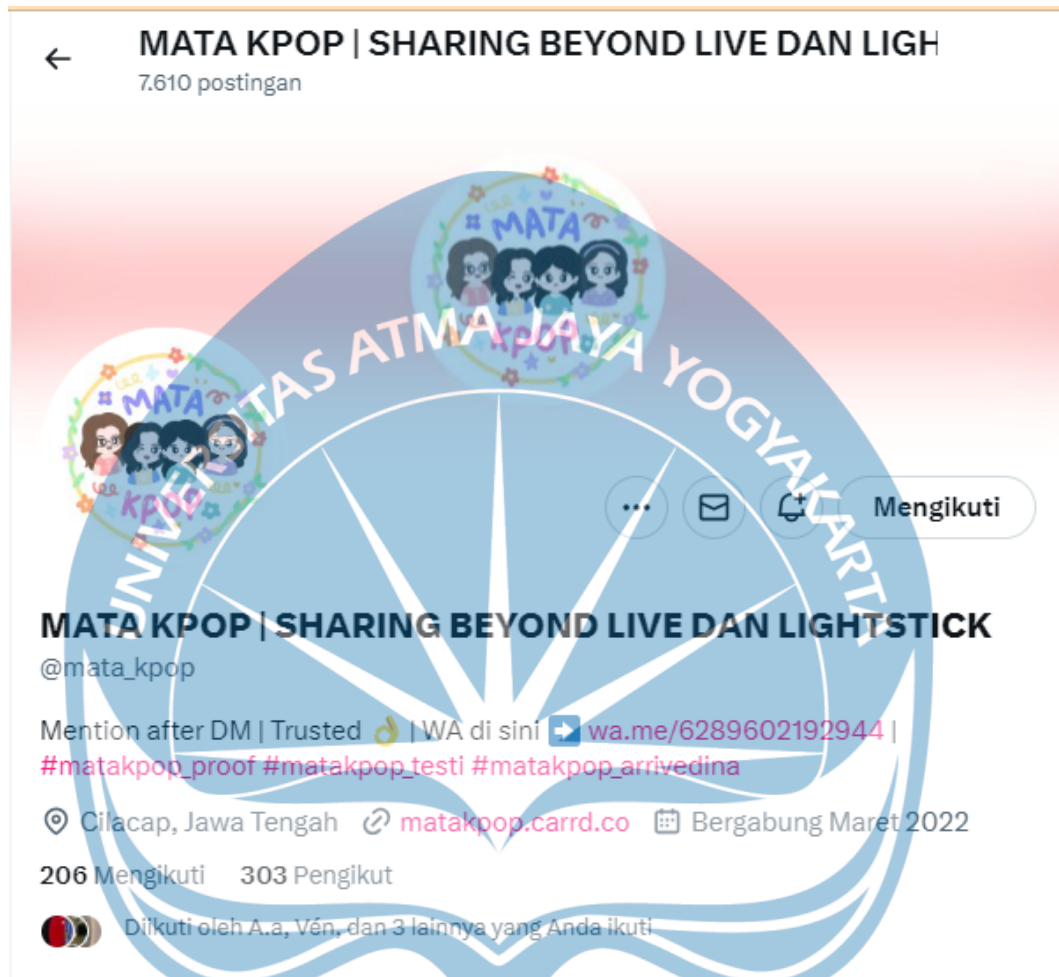 MATA KPOP | SHARING BEYOND LIVE DAN LIGH
7.610 postingan
MATA
kpop
UNIVERSITAS ATMA JAYA YOGYAKARTA
MATA
kpop
Mengikuti
MATA KPOP | SHARING BEYOND LIVE DAN LIGHTSTICK
@mata_kpop
Mention after DM | Trusted 👌 | WA di sini ➡️ wa.me/6289602192944 |
#matakpop_proof #matakpop_testi #matakpop_arrivedina
Cilacap, Jawa Tengah matakpop.carrd.co Bergabung Maret 2022
206 Mengikuti 303 Pengikut
Diikuti oleh A.a, Vén, dan 3 lainnya yang Anda ikuti